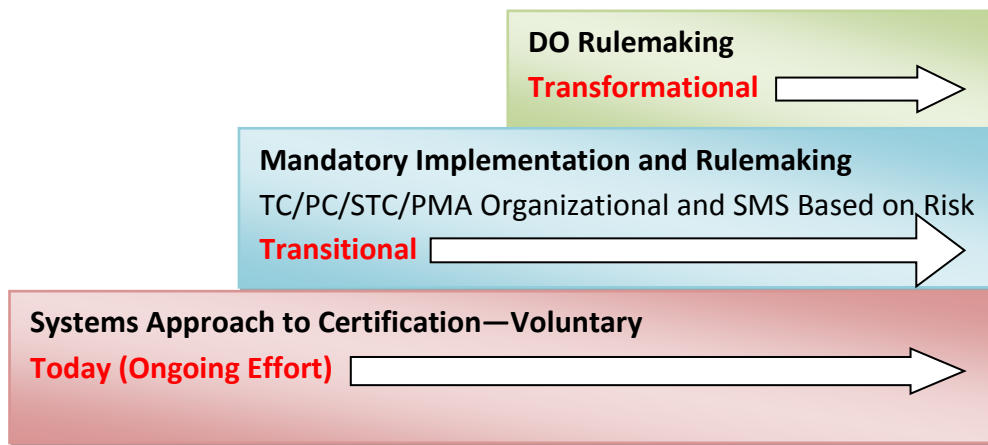 DO Rulemaking
Transformational
Mandatory Implementation and Rulemaking
TC/PC/STC/PMA Organizational and SMS Based on Risk
Transitional
Systems Approach to Certification—Voluntary
Today (Ongoing Effort)